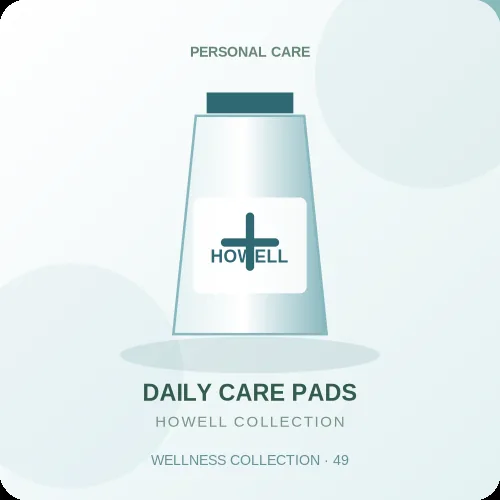 PERSONAL CARE
HOWELL
DAILY CARE PADS
HOWELL COLLECTION
WELLNESS COLLECTION · 49